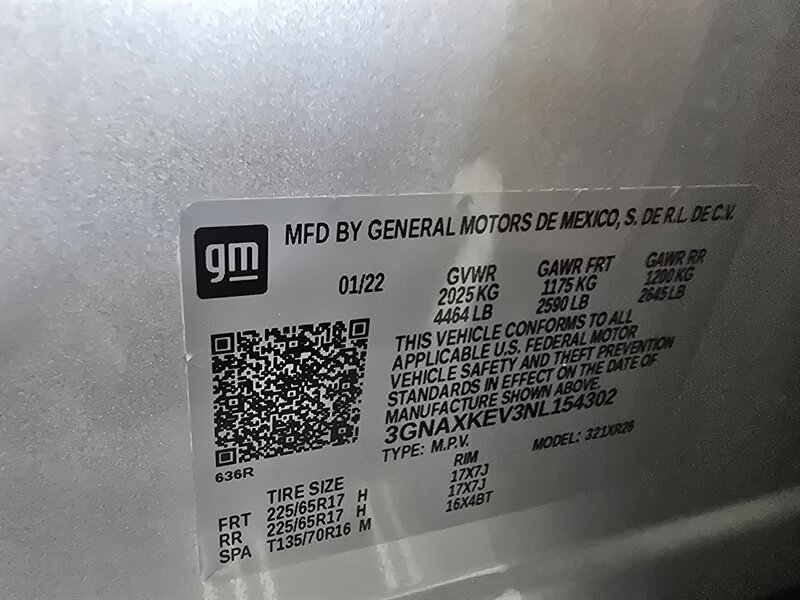 gm
MFD BY GENERAL MOTORS DE MEXICO, S. DE R.L. DE C.V.
01/22
GVWR GAWR FRT GAWR RR
2025 KG 1175 KG 1200 KG
4464 LB 2590 LB 2645 LB
THIS VEHICLE CONFORMS TO ALL
APPLICABLE U.S. FEDERAL MOTOR
VEHICLE SAFETY AND THEFT PREVENTION
STANDARDS IN EFFECT ON THE DATE OF
MANUFACTURE SHOWN ABOVE.
3GNAXKEV3NL154302
TYPE: M.P.V. MODEL: 321XR26
636R
TIRE SIZE RIM
FRT 225/65R17 H 17X7J
RR 225/65R17 H 17X7J
SPA T135/70R16 M 16X4BT